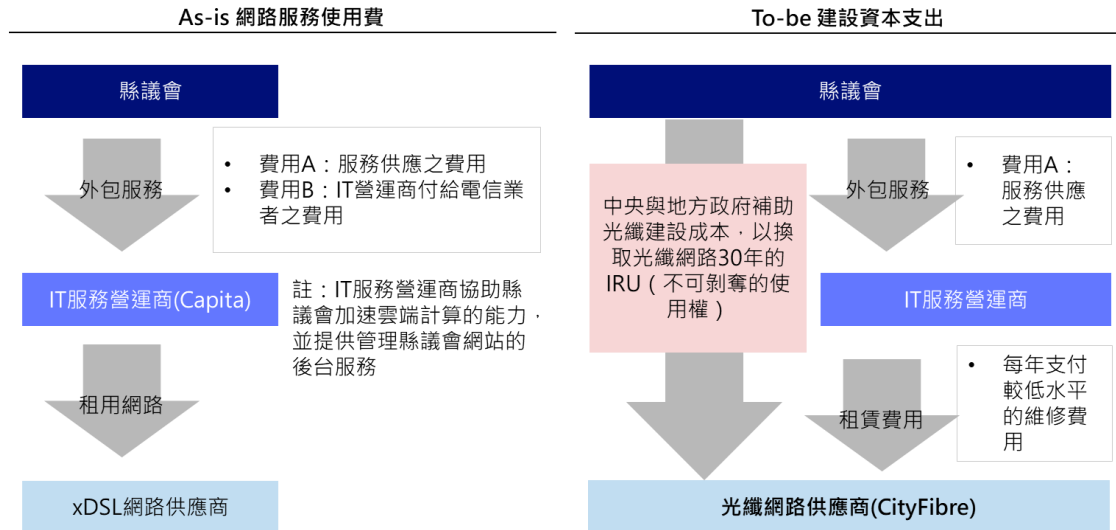 As-is 網路服務使用費
縣議會
外包服務
• 費用A：服務供應之費用
• 費用B：IT營運商付給電信業
者之費用
IT服務營運商(Capita)
註：IT服務營運商協助縣
議會加速雲端計算的能力，
並提供管理縣議會網站的
後台服務
租用網路
xDSL網路供應商
To-be 建設資本支出
縣議會
中央與地方政府補助
光纖建設成本，以換
取光纖網路30年的
IRU（不可剝奪的使
用權）
外包服務
• 費用A：
服務供應
之費用
IT服務營運商
租賃費用
• 每年支付
較低水平
的維修費
用
光纖網路供應商(CityFibre)